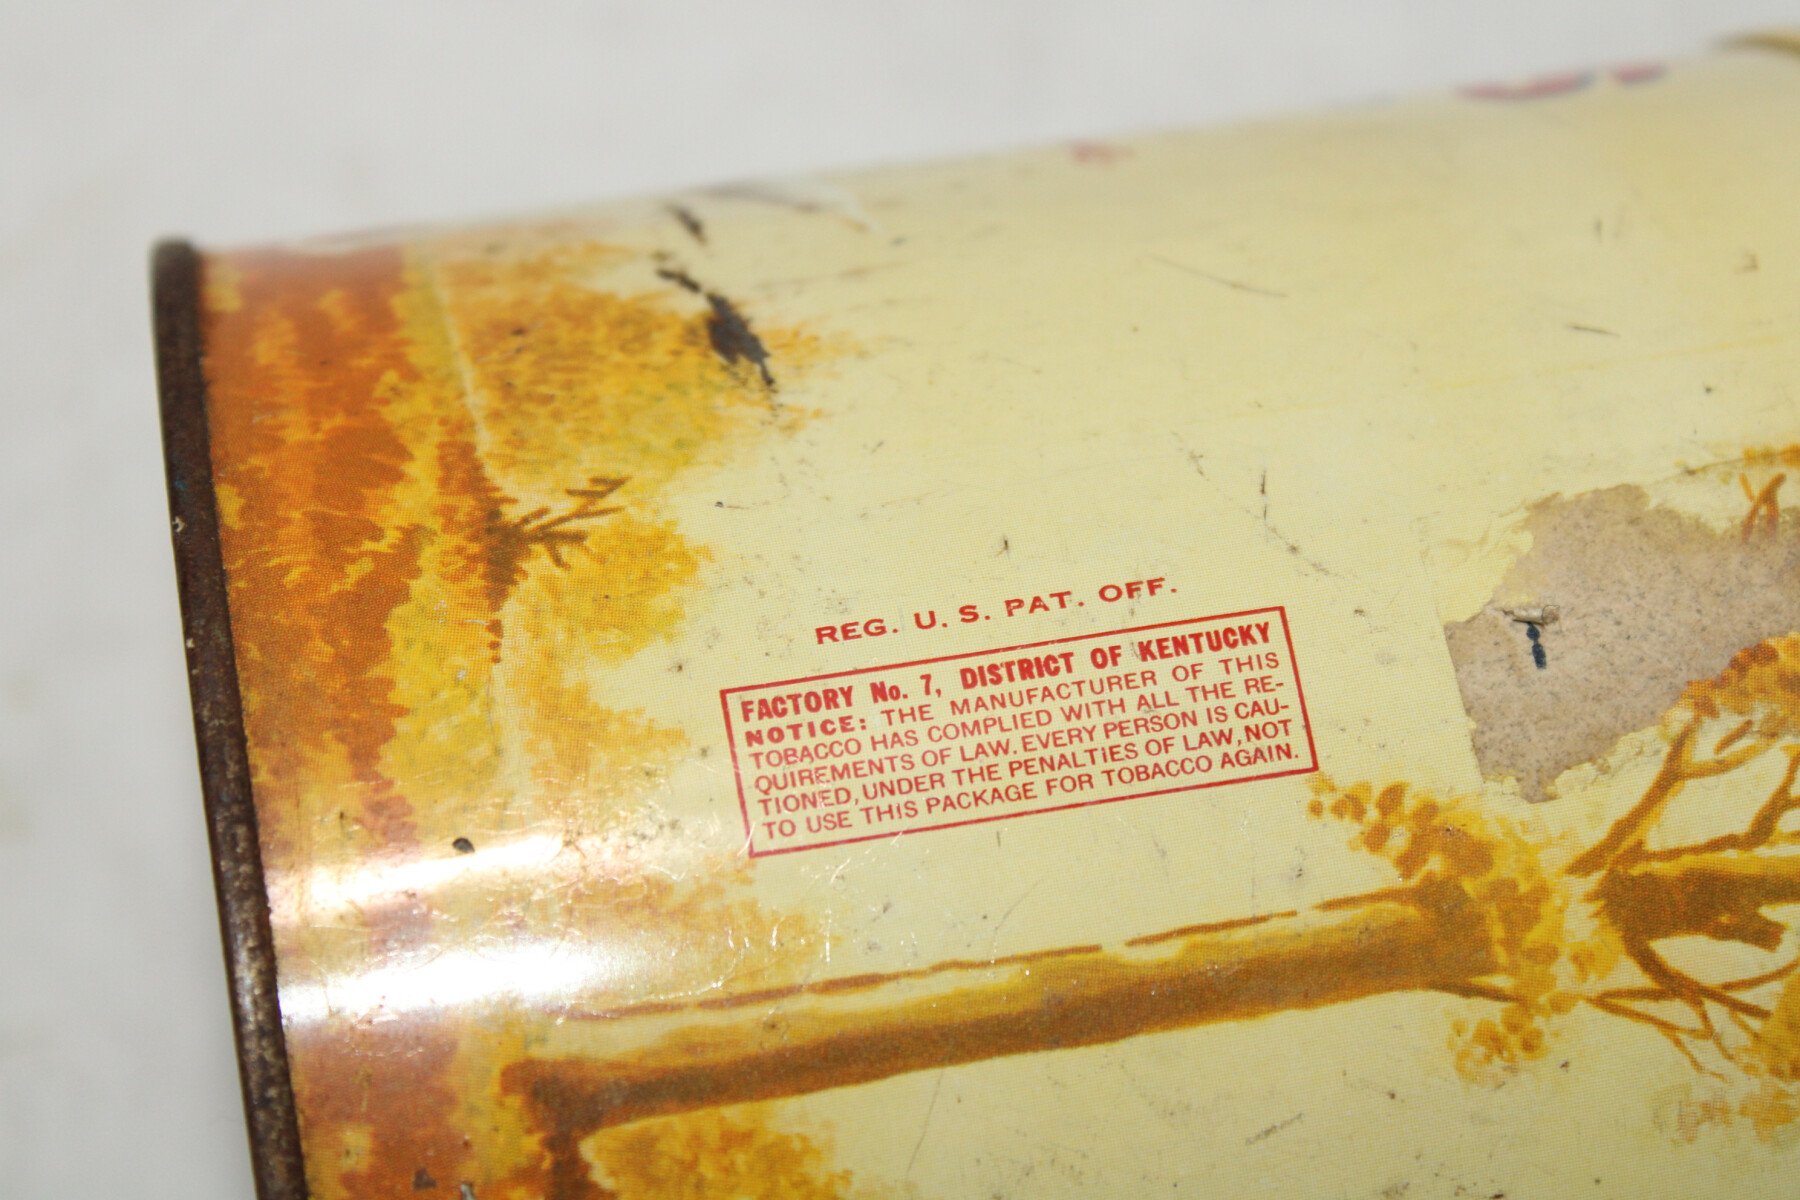 REG. U. S. PAT. OFF.
FACTORY No. 7, DISTRICT OF KENTUCKY
NOTICE: THE MANUFACTURER OF THIS
TOBACCO HAS COMPLIED WITH ALL THE RE-
QUIREMENTS OF LAW. EVERY PERSON IS CAU-
TIONED, UNDER THE PENALTIES OF LAW, NOT
TO USE THIS PACKAGE FOR TOBACCO AGAIN.